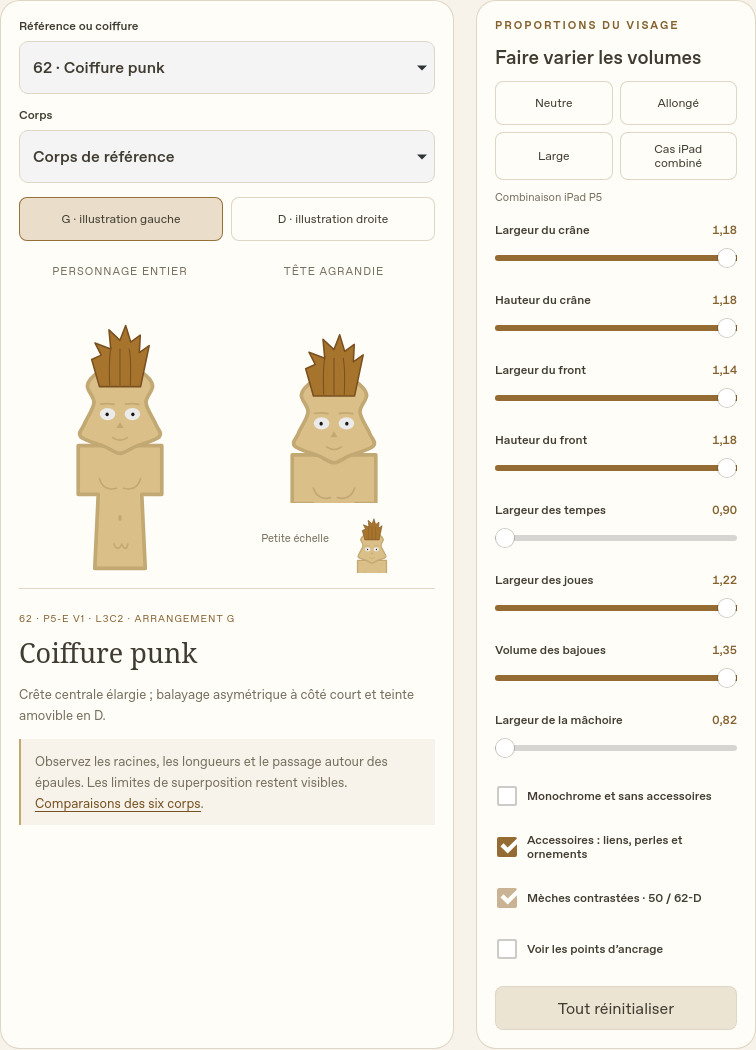 Référence ou coiffure
62 · Coiffure punk
Corps
Corps de référence
G · illustration gauche
D · illustration droite
PERSONNAGE ENTIER
TÊTE AGRANDIE
Petite échelle
62 · P5-E V1 · L3C2 · ARRANGEMENT G
Coiffure punk
Crête centrale élargie ; balayage asymétrique à côté court et teinte
amovible en D.
Observez les racines, les longueurs et le passage autour des
épaules. Les limites de superposition restent visibles.
Comparaisons des six corps.
PROPORTIONS DU VISAGE
Faire varier les volumes
Neutre
Allongé
Large
Cas iPad
combiné
Combinaison iPad P5
Largeur du crâne 1,18
Hauteur du crâne 1,18
Largeur du front 1,14
Hauteur du front 1,18
Largeur des tempes 0,90
Largeur des joues 1,22
Volume des bajoues 1,35
Largeur de la mâchoire 0,82
Monochrome et sans accessoires
Accessoires : liens, perles et
ornements
Mèches contrastées · 50 / 62-D
Voir les points d’ancrage
Tout réinitialiser